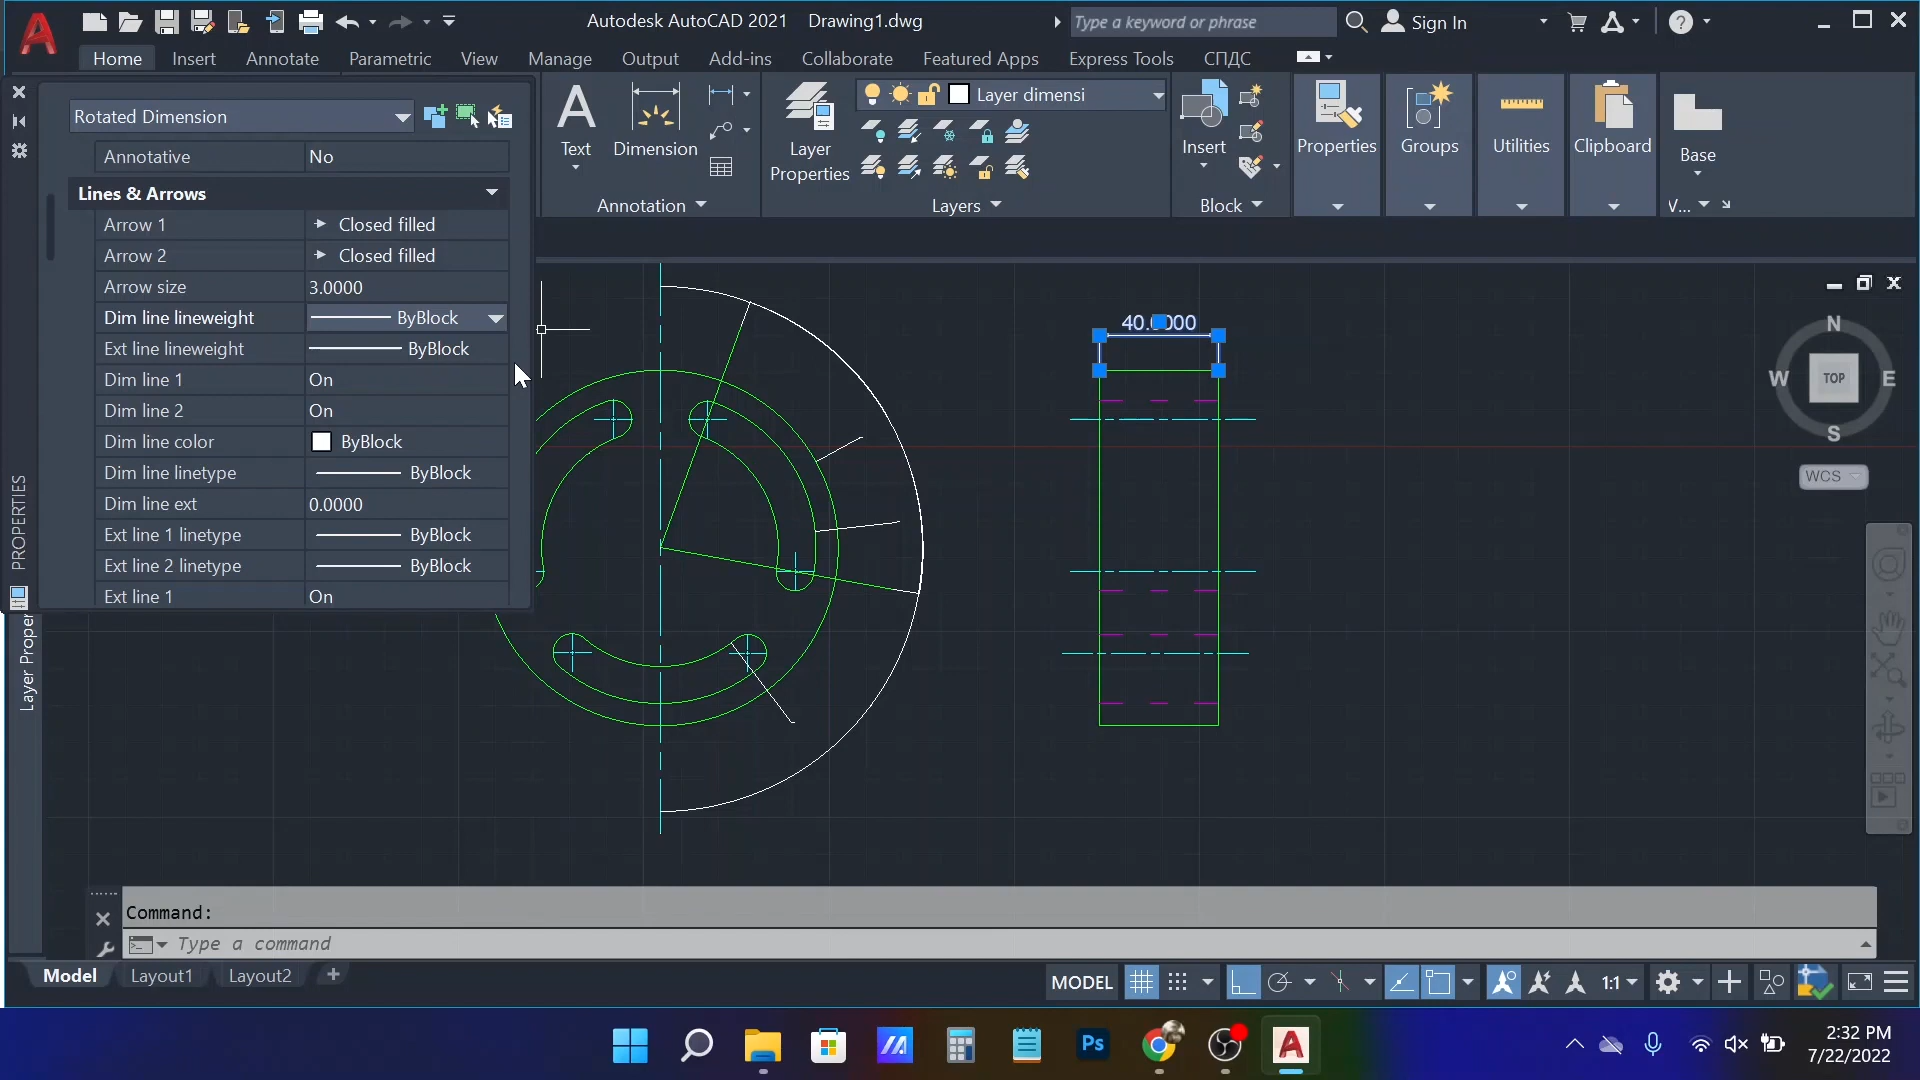 Autodesk AutoCAD 2021 Drawing1.dwg
Type a keyword or phrase
Sign In
Home Insert Annotate Parametric View Manage Output Add-ins Collaborate Featured Apps Express Tools СПДС
Rotated Dimension
Annotative No
Lines & Arrows
Arrow 1 Closed filled
Arrow 2 Closed filled
Arrow size 3.0000
Dim line lineweight ByBlock
Ext line lineweight ByBlock
Dim line 1 On
Dim line 2 On
Dim line color ByBlock
Dim line linetype ByBlock
Dim line ext 0.0000
Ext line 1 linetype ByBlock
Ext line 2 linetype ByBlock
Ext line 1 On
PROPERTIES
Layer Proper
Text
Dimension
Annotation
Layer
Properties
Layer dimensi
Layers
Insert
Block
Properties
Groups
Utilities
Clipboard
Base
V...
40.0000
N
W TOP E
S
WCS
Command:
Type a command
Model Layout1 Layout2
MODEL
1:1
Ps
2:32 PM
7/22/2022